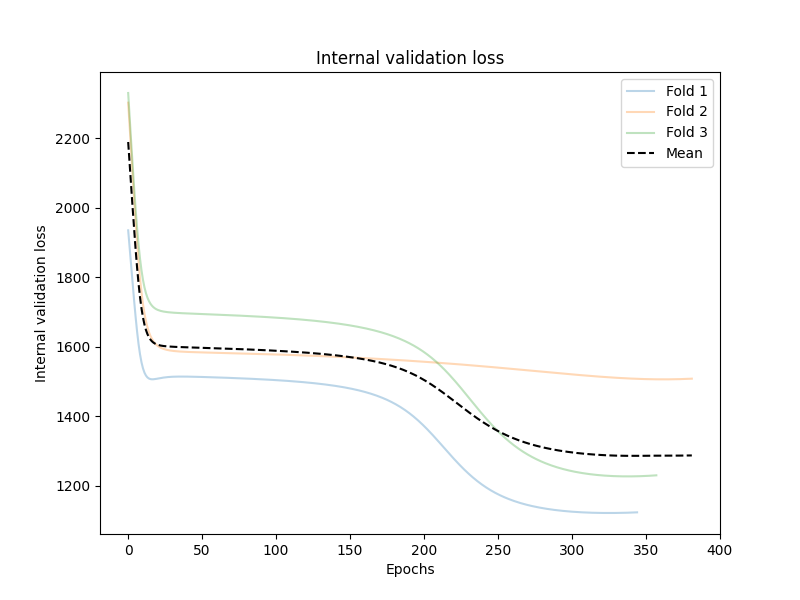 Internal validation loss
Fold 1
Fold 2
Fold 3
Mean
Internal validation loss
2200
2000
1800
1600
1400
1200
0 50 100 150 200 250 300 350 400
Epochs